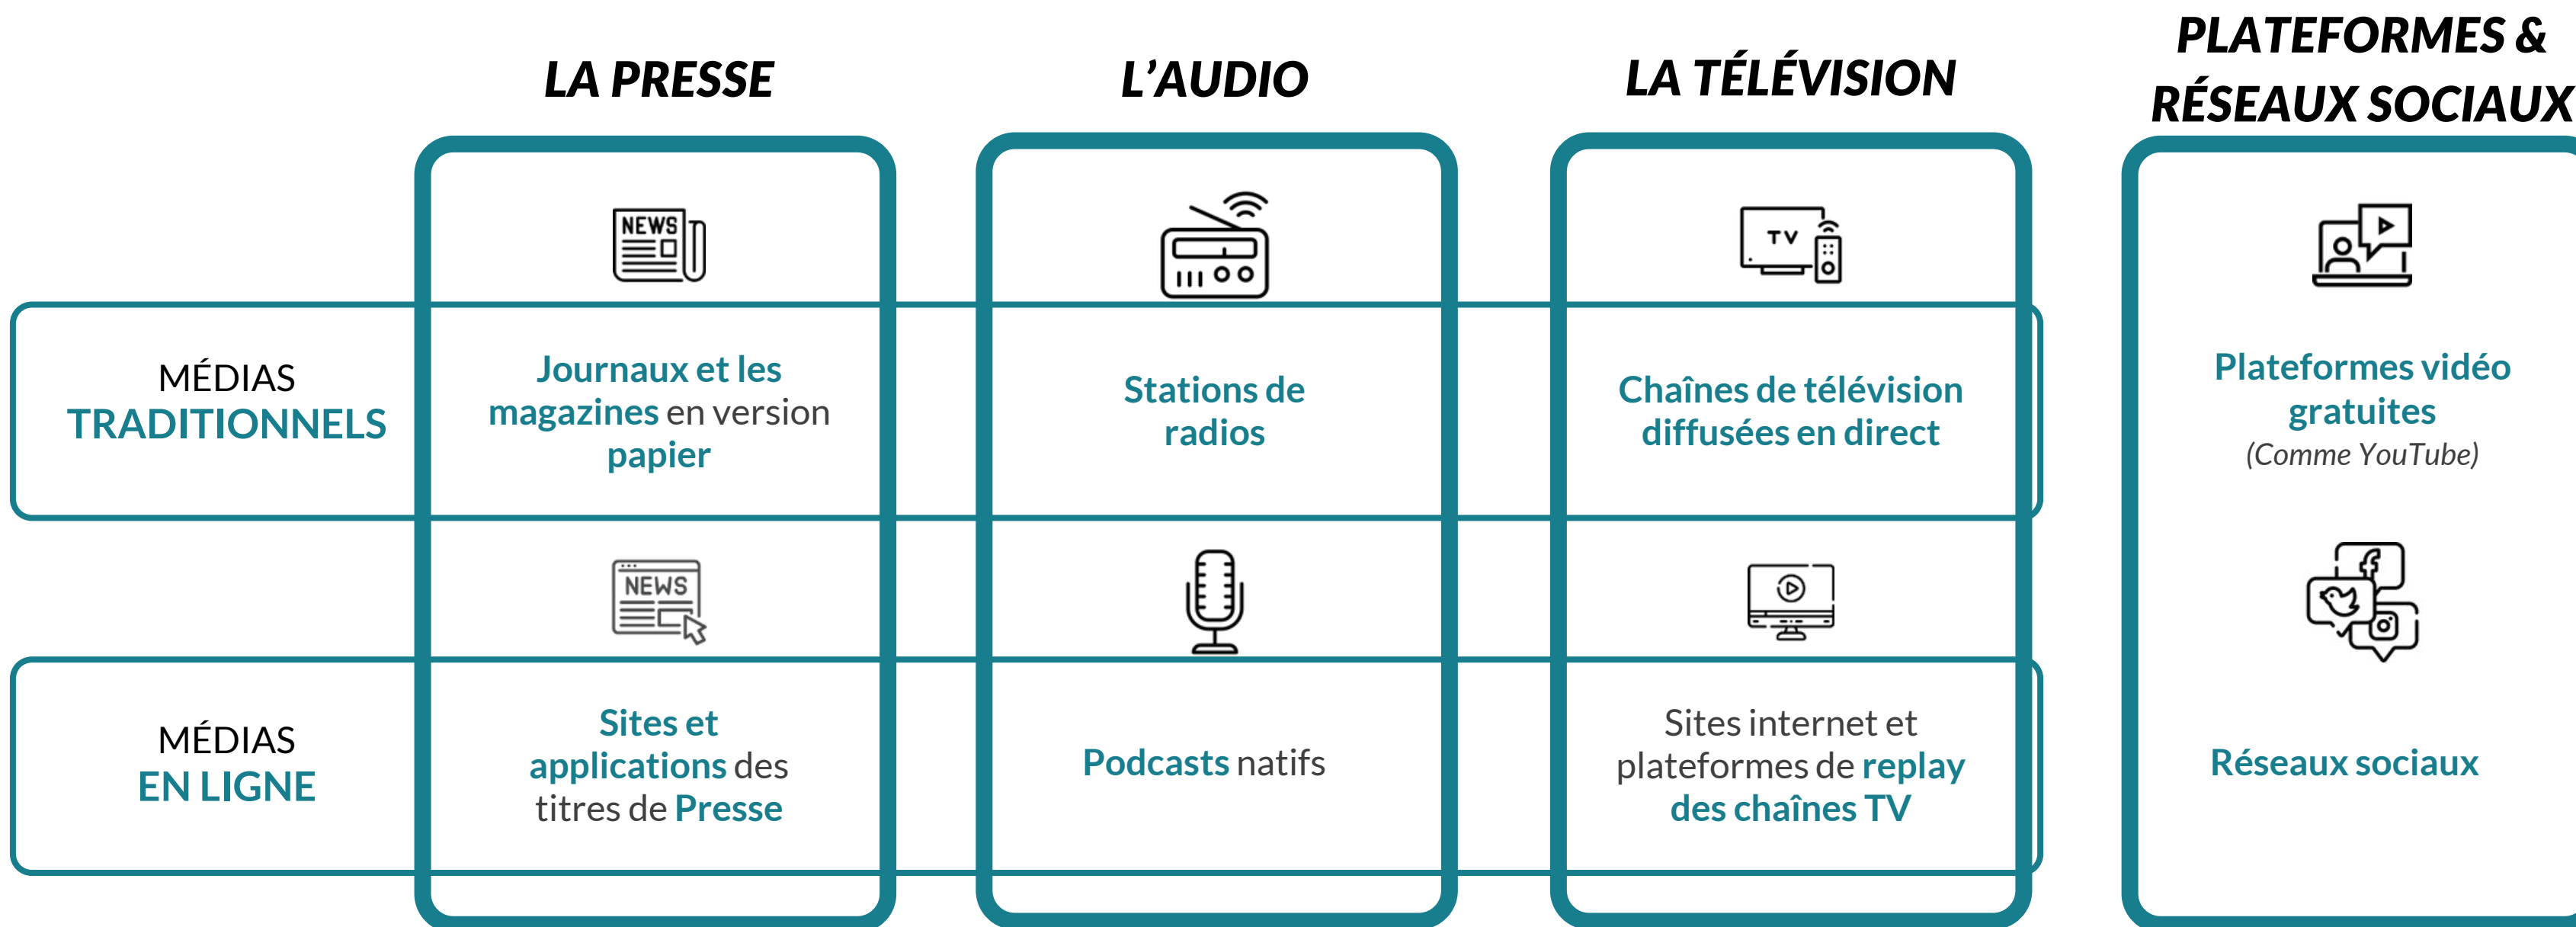 LA PRESSE
L’AUDIO
LA TÉLÉVISION
PLATEFORMES &
RÉSEAUX SOCIAUX
NEWS
TV
MÉDIAS
TRADITIONNELS
Journaux et les
magazines en version
papier
Stations de
radios
Chaînes de télévision
diffusées en direct
Plateformes vidéo
gratuites
(Comme YouTube)
NEWS
MÉDIAS
EN LIGNE
Sites et
applications des
titres de Presse
Podcasts natifs
Sites internet et
plateformes de replay
des chaînes TV
Réseaux sociaux